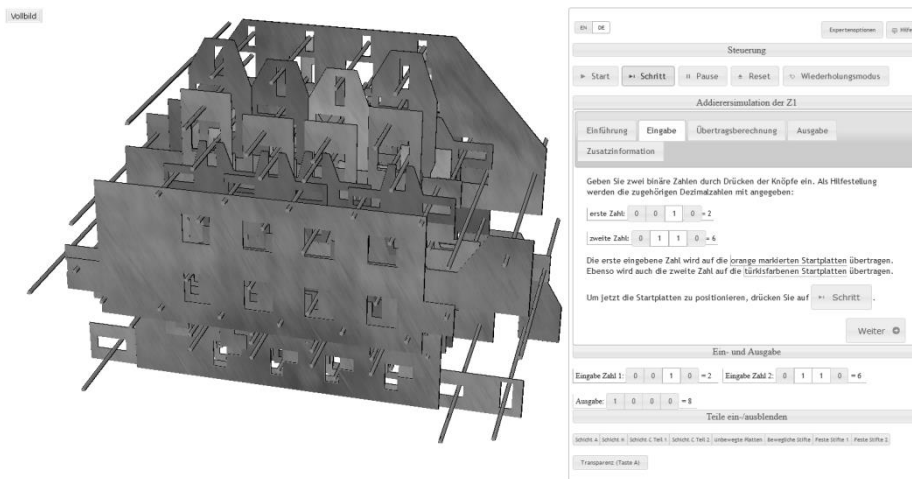 Vollbild
EN DE
Expertenoptionen Hilfe
Steuerung
Start Schritt Pause Reset Wiederholungsmodus
Addierersimulation der Z1
Einführung Eingabe Übertragsberechnung Ausgabe
Zusatzinformation
Geben Sie zwei binäre Zahlen durch Drücken der Knöpfe ein. Als Hilfestellung
werden die zugehörigen Dezimalzahlen mit angegeben:
erste Zahl: 0 0 1 0 = 2
zweite Zahl: 0 1 1 0 = 6
Die erste eingebene Zahl wird auf die orange markierten Startplatten übertragen.
Ebenso wird auch die zweite Zahl auf die türkisfarbenen Startplatten übertragen.
Um jetzt die Startplatten zu positionieren, drücken Sie auf Schritt .
Weiter
Ein- und Ausgabe
Eingabe Zahl 1: 0 0 1 0 = 2 Eingabe Zahl 2: 0 1 1 0 = 6
Ausgabe: 1 0 0 0 = 8
Teile ein-/ausblenden
Schicht A Schicht B Schicht C Teil 1 Schicht C Teil 2 Unbewegte Platten Bewegliche Stifte Feste Stifte 1 Feste Stifte 2
Transparenz (Taste A)